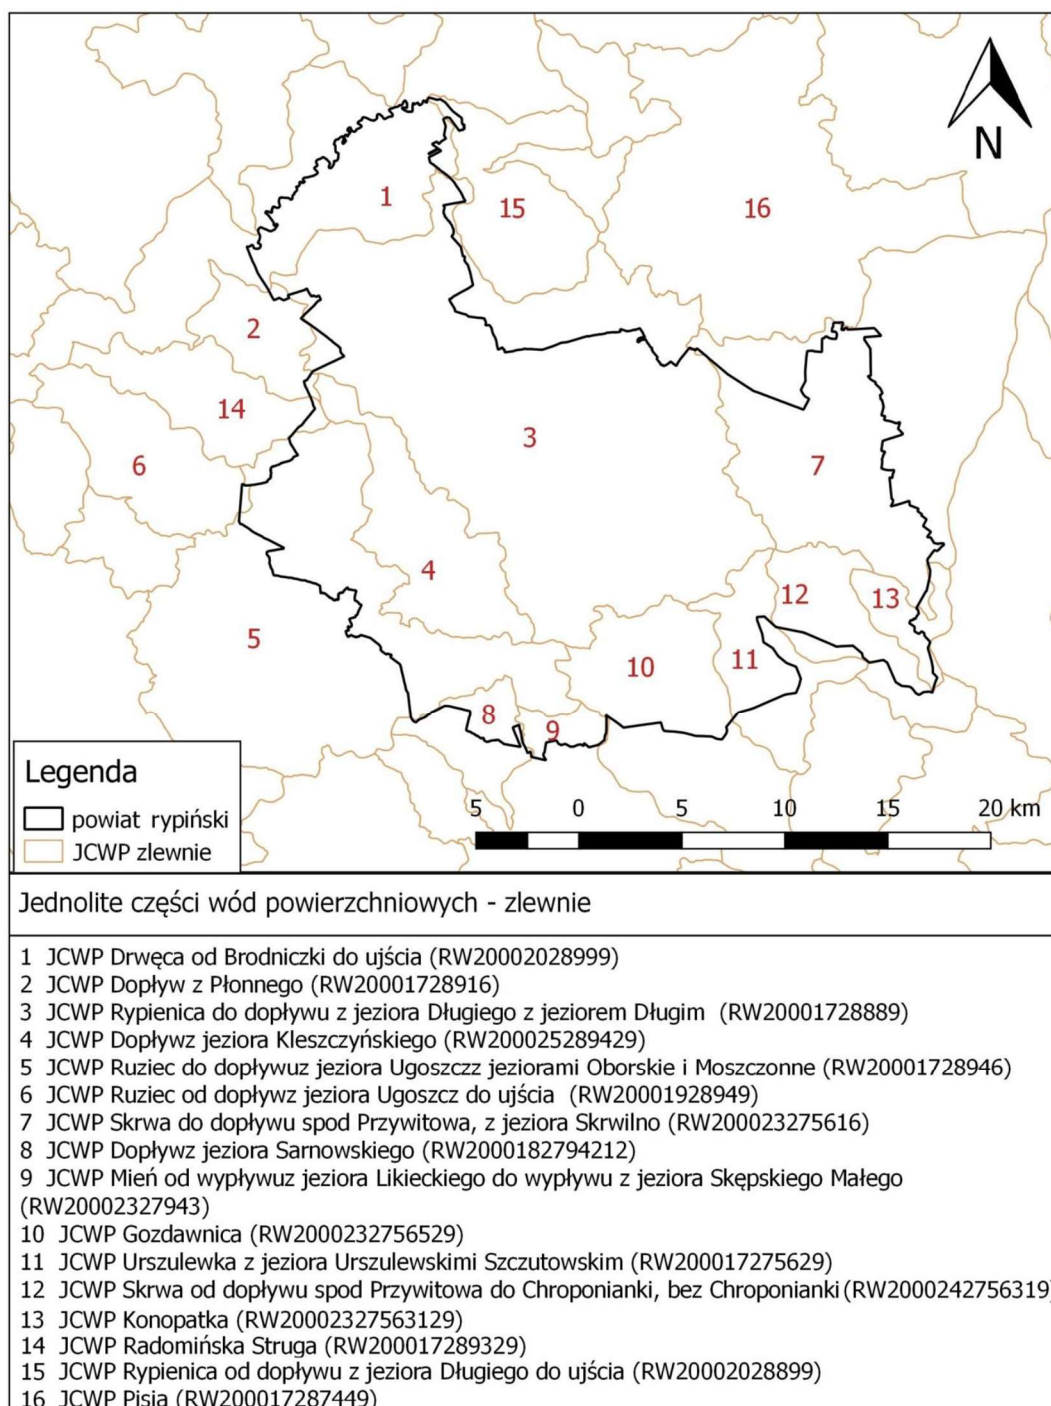 N
1
15
16
2
14
3
6
7
4
12
13
5
11
10
8
9
Legenda
powiat rypiński
JCWP zlewnie
5 0 5 10 15 20 km
Jednolite części wód powierzchniowych - zlewnie
1 JCWP Drwęca od Brodniczki do ujścia (RW20002028999)
2 JCWP Dopływ z Płonnego (RW20001728916)
3 JCWP Rypienica do dopływu z jeziora Długiego z jeziorem Długim (RW20001728889)
4 JCWP Dopływz jeziora Kleszczyńskiego (RW200025289429)
5 JCWP Ruziec do dopływuz jeziora Ugoszczz jeziorami Oborskie i Moszczonne (RW20001728946)
6 JCWP Ruziec od dopływz jeziora Ugoszcz do ujścia (RW20001928949)
7 JCWP Skrwa do dopływu spod Przywitowa, z jeziora Skrwilno (RW200023275616)
8 JCWP Dopływz jeziora Sarnowskiego (RW2000182794212)
9 JCWP Mień od wypływuz jeziora Likieckiego do wypływu z jeziora Skępskiego Małego
(RW20002327943)
10 JCWP Gozdawnica (RW2000232756529)
11 JCWP Urszulewka z jeziora Urszulewskimi Szczutowskim (RW200017275629)
12 JCWP Skrwa od dopływu spod Przywitowa do Chroponianki, bez Chroponianki (RW2000242756319)
13 JCWP Konopatka (RW20002327563129)
14 JCWP Radomińska Struga (RW200017289329)
15 JCWP Rypienica od dopływu z jeziora Długiego do ujścia (RW20002028899)
16 JCWP Pisia (RW200017287449)